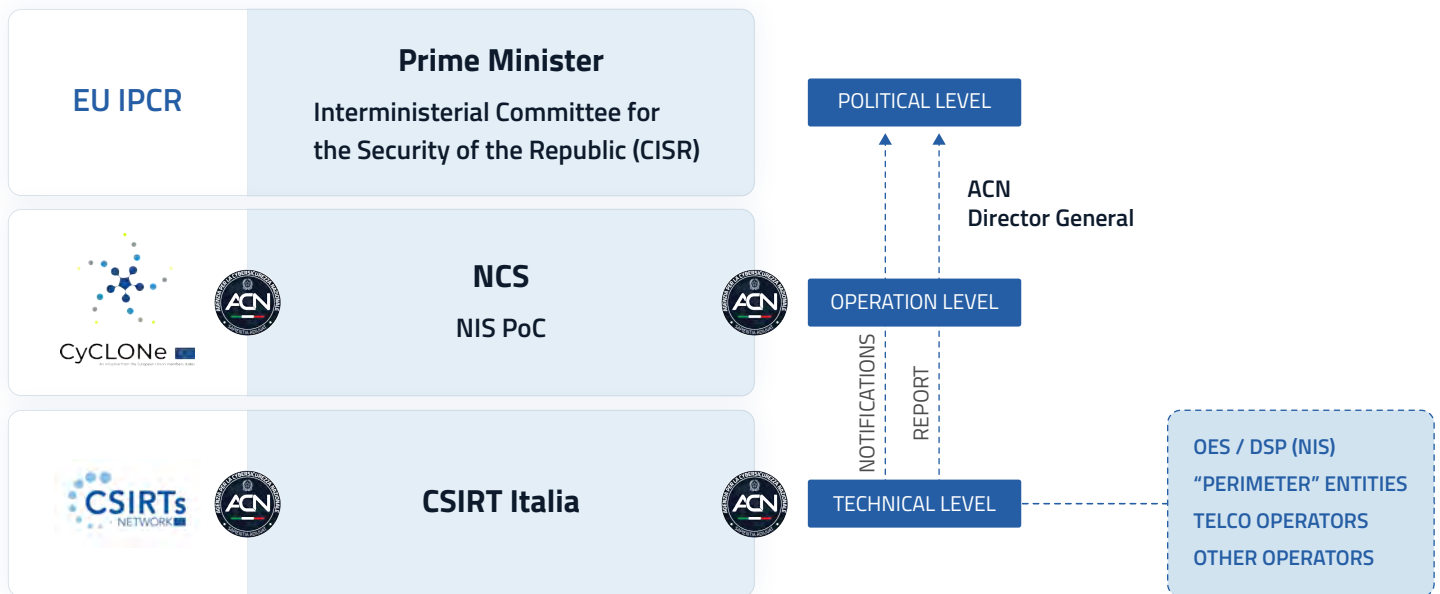 EU IPCR
Prime Minister
Interministerial Committee for
the Security of the Republic (CISR)
POLITICAL LEVEL
ACN
Director General
CyCLONe
ACN
NCS
NIS PoC
ACN
OPERATION LEVEL
NOTIFICATIONS
REPORT
CSIRTs
NETWORK
ACN
CSIRT Italia
ACN
TECHNICAL LEVEL
OES / DSP (NIS)
“PERIMETER” ENTITIES
TELCO OPERATORS
OTHER OPERATORS